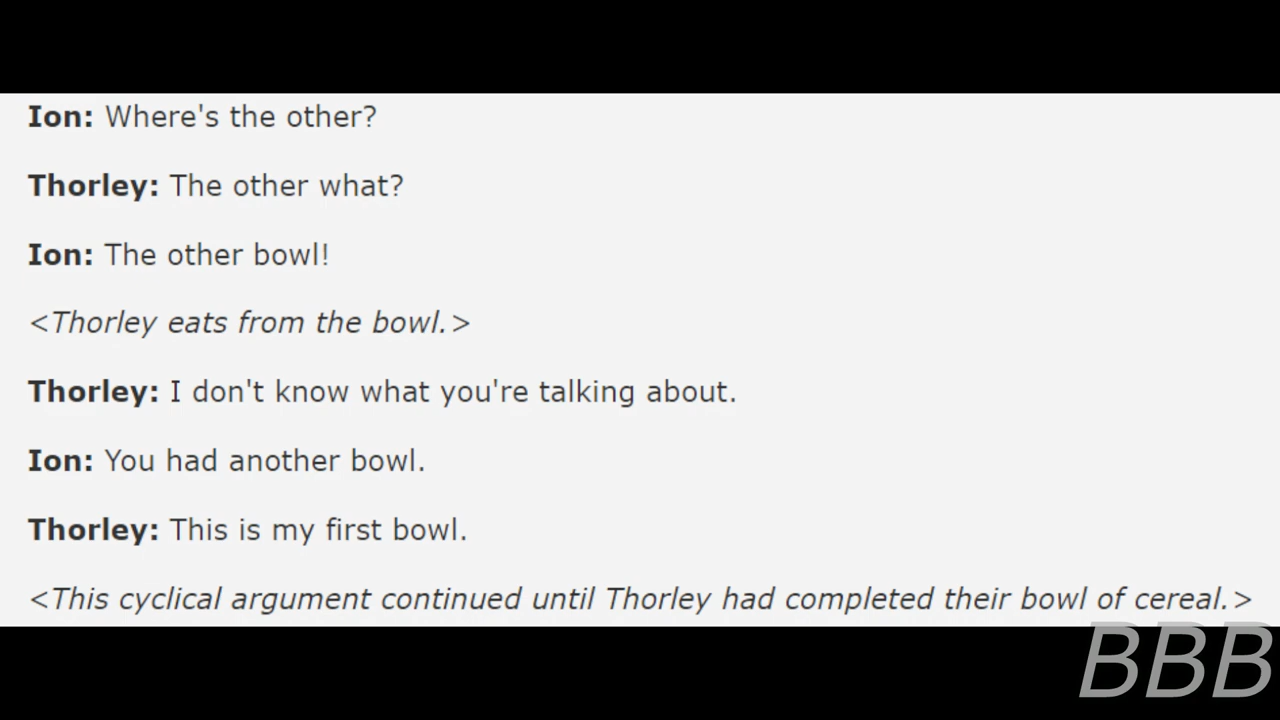 Ion: Where's the other?
Thorley: The other what?
Ion: The other bowl!
<Thorley eats from the bowl.>
Thorley: I don't know what you're talking about.
Ion: You had another bowl.
Thorley: This is my first bowl.
<This cyclical argument continued until Thorley had completed their bowl of cereal.>
BBB